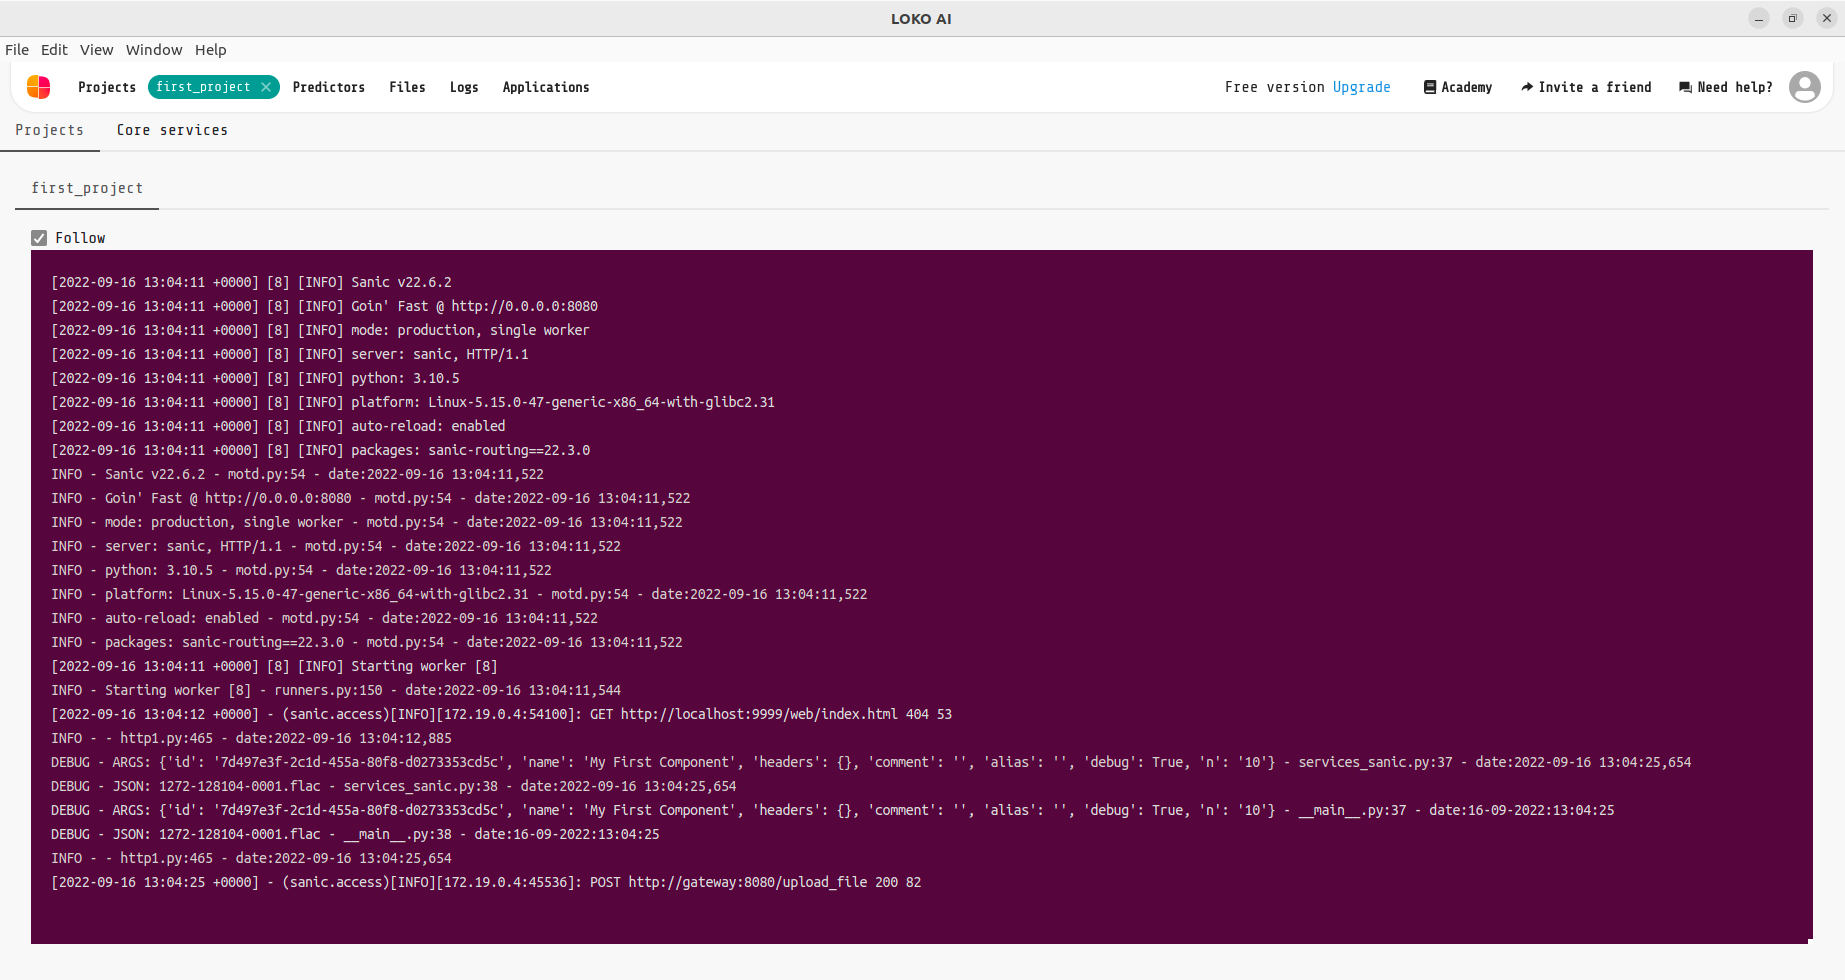 LOKO AI
File Edit View Window Help
Projects first_project Predictors Files Logs Applications Free version Upgrade Academy Invite a friend Need help?
Projects Core services
first_project
Follow
[2022-09-16 13:04:11 +0000] [8] [INFO] Sanic v22.6.2
[2022-09-16 13:04:11 +0000] [8] [INFO] Goin' Fast @ http://0.0.0.0:8080
[2022-09-16 13:04:11 +0000] [8] [INFO] mode: production, single worker
[2022-09-16 13:04:11 +0000] [8] [INFO] server: sanic, HTTP/1.1
[2022-09-16 13:04:11 +0000] [8] [INFO] python: 3.10.5
[2022-09-16 13:04:11 +0000] [8] [INFO] platform: Linux-5.15.0-47-generic-x86_64-with-glibc2.31
[2022-09-16 13:04:11 +0000] [8] [INFO] auto-reload: enabled
[2022-09-16 13:04:11 +0000] [8] [INFO] packages: sanic-routing==22.3.0
INFO - Sanic v22.6.2 - motd.py:54 - date:2022-09-16 13:04:11,522
INFO - Goin' Fast @ http://0.0.0.0:8080 - motd.py:54 - date:2022-09-16 13:04:11,522
INFO - mode: production, single worker - motd.py:54 - date:2022-09-16 13:04:11,522
INFO - server: sanic, HTTP/1.1 - motd.py:54 - date:2022-09-16 13:04:11,522
INFO - python: 3.10.5 - motd.py:54 - date:2022-09-16 13:04:11,522
INFO - platform: Linux-5.15.0-47-generic-x86_64-with-glibc2.31 - motd.py:54 - date:2022-09-16 13:04:11,522
INFO - auto-reload: enabled - motd.py:54 - date:2022-09-16 13:04:11,522
INFO - packages: sanic-routing==22.3.0 - motd.py:54 - date:2022-09-16 13:04:11,522
[2022-09-16 13:04:11 +0000] [8] [INFO] Starting worker [8]
INFO - Starting worker [8] - runners.py:150 - date:2022-09-16 13:04:11,544
[2022-09-16 13:04:12 +0000] - (sanic.access)[INFO][172.19.0.4:54100]: GET http://localhost:9999/web/index.html 404 53
INFO - - http1.py:465 - date:2022-09-16 13:04:12,885
DEBUG - ARGS: {'id': '7d497e3f-2c1d-455a-80f8-d0273353cd5c', 'name': 'My First Component', 'headers': {}, 'comment': '', 'alias': '', 'debug': True, 'n': '10'} - services_sanic.py:37 - date:2022-09-16 13:04:25,654
DEBUG - JSON: 1272-128104-0001.flac - services_sanic.py:38 - date:2022-09-16 13:04:25,654
DEBUG - ARGS: {'id': '7d497e3f-2c1d-455a-80f8-d0273353cd5c', 'name': 'My First Component', 'headers': {}, 'comment': '', 'alias': '', 'debug': True, 'n': '10'} - __main__.py:37 - date:16-09-2022:13:04:25
DEBUG - JSON: 1272-128104-0001.flac - __main__.py:38 - date:16-09-2022:13:04:25
INFO - - http1.py:465 - date:2022-09-16 13:04:25,654
[2022-09-16 13:04:25 +0000] - (sanic.access)[INFO][172.19.0.4:45536]: POST http://gateway:8080/upload_file 200 82